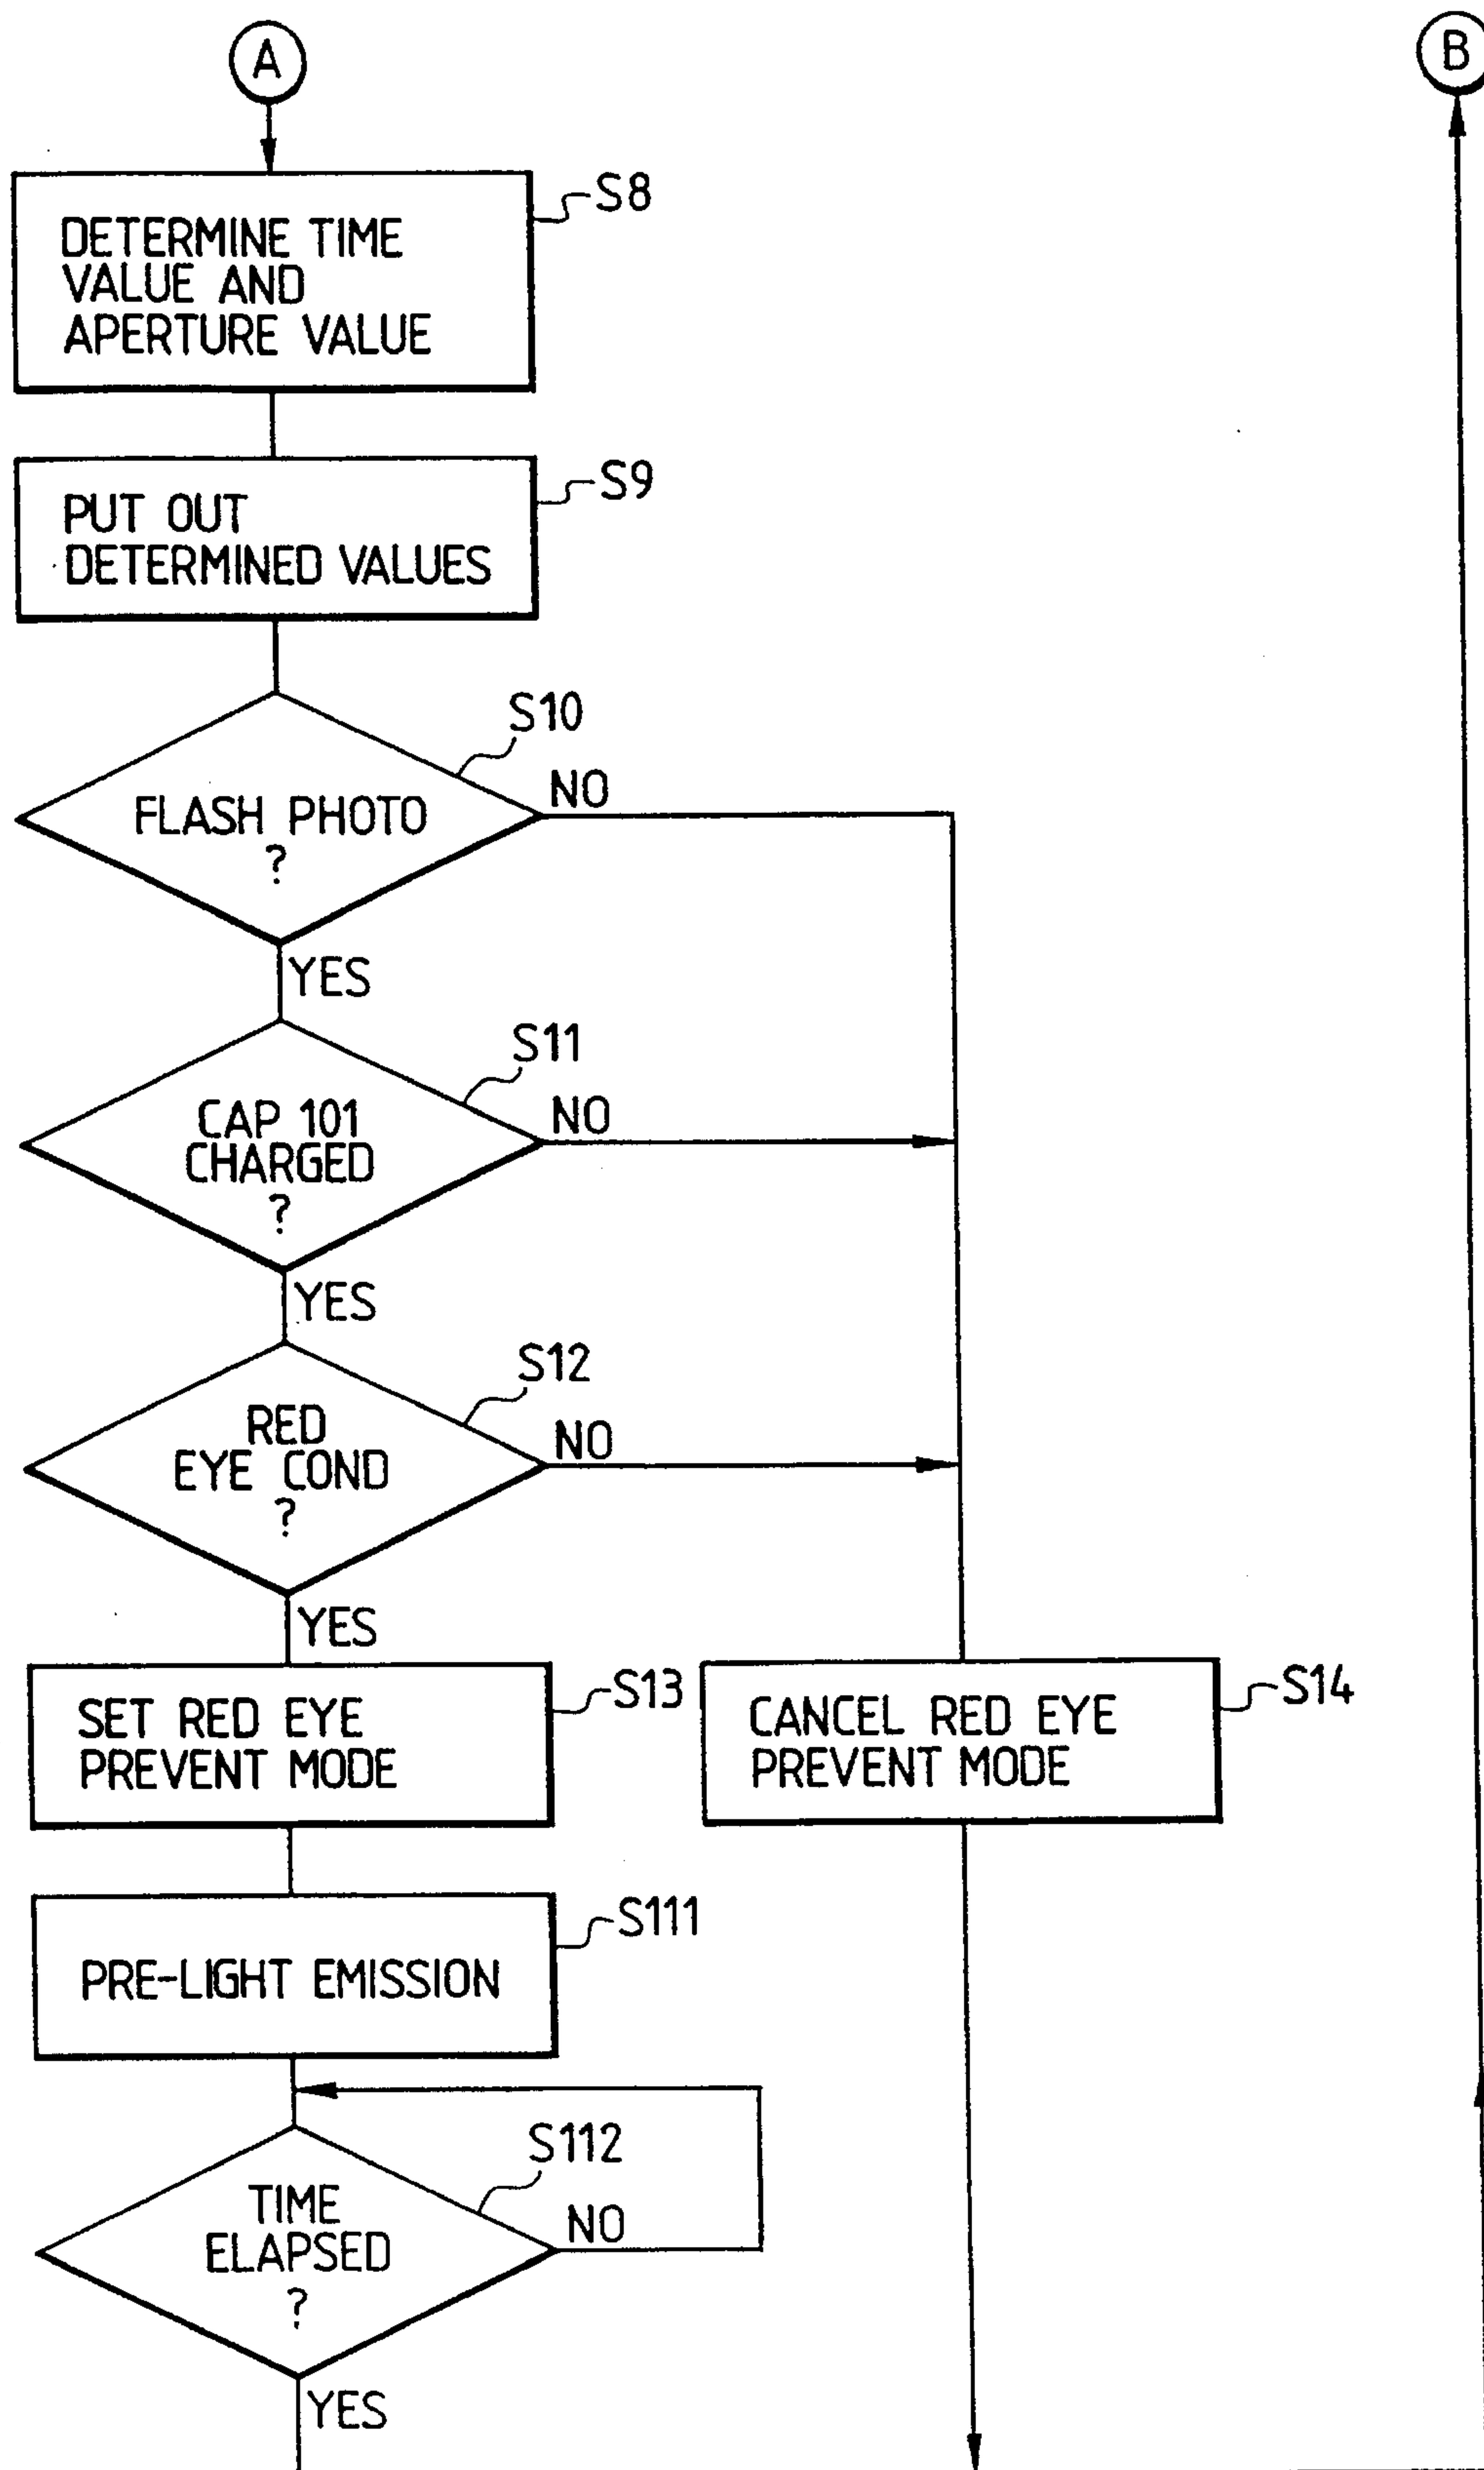 A
B
S8
DETERMINE TIME
VALUE AND
APERTURE VALUE
S9
PUT OUT
DETERMINED VALUES
S10
FLASH PHOTO
?
NO
YES
S11
CAP 101
CHARGED
?
NO
YES
S12
RED
EYE COND
?
NO
YES
S13
SET RED EYE
PREVENT MODE
S14
CANCEL RED EYE
PREVENT MODE
S111
PRE-LIGHT EMISSION
S112
TIME
ELAPSED
?
NO
YES